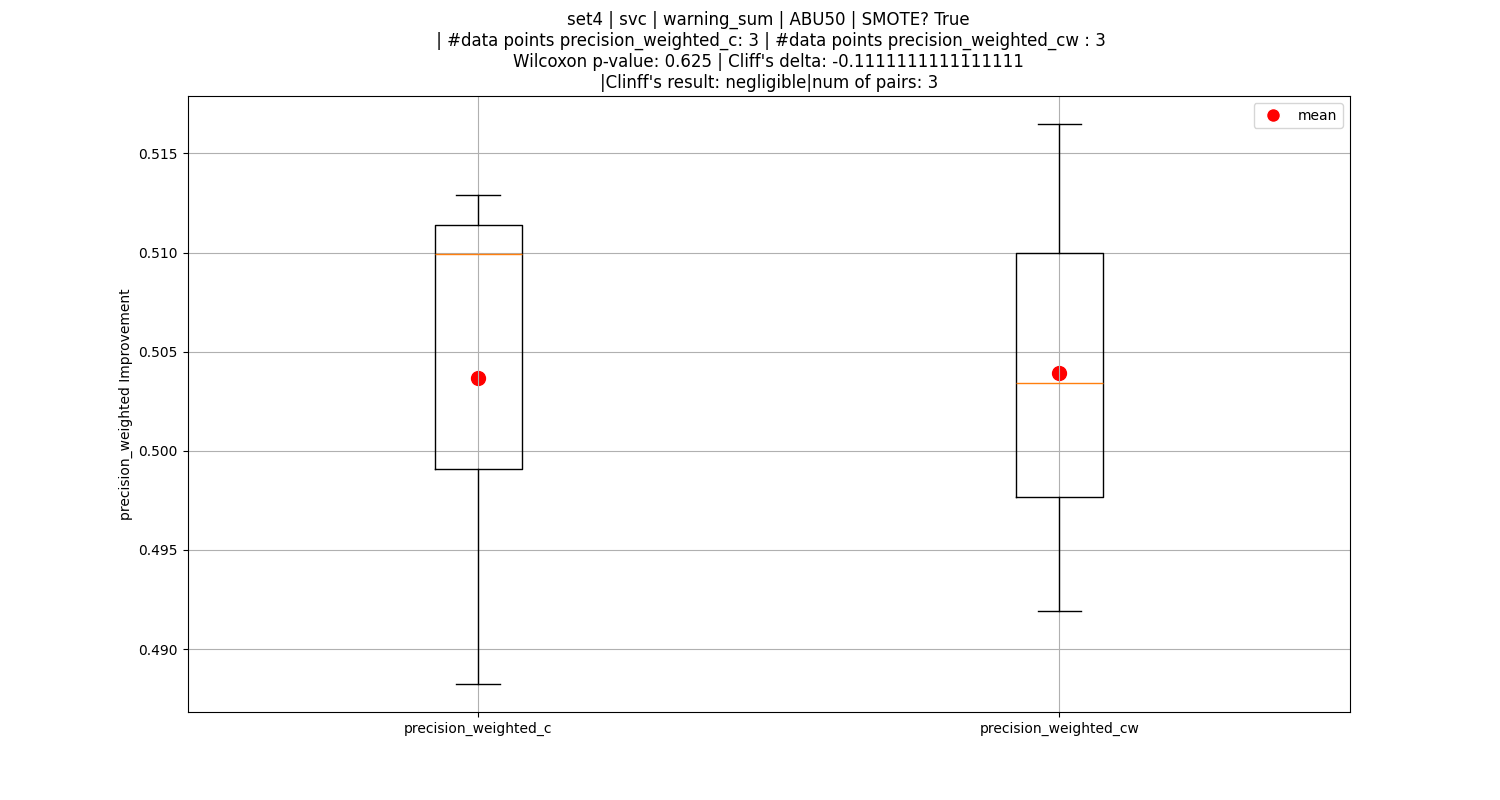 set4 | svc | warning_sum | ABU50 | SMOTE? True
| #data points precision_weighted_c: 3 | #data points precision_weighted_cw : 3
Wilcoxon p-value: 0.625 | Cliff's delta: -0.1111111111111111
|Clinff's result: negligible|num of pairs: 3
mean
0.515
0.510
0.505
0.500
0.495
0.490
precision_weighted Improvement
precision_weighted_c
precision_weighted_cw